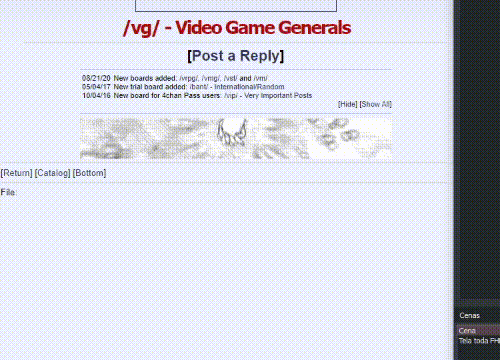 /vg/ - Video Game Generals
[Post a Reply]
08/21/20 New boards added: /vrpg/, /vmg/, /vst/ and /vm/
05/04/17 New trial board added: /bant/ - International/Random
10/04/16 New board for 4chan Pass users: /vip/ - Very Important Posts
[Hide] [Show All]
[Return] [Catalog] [Bottom]
File:
Cenas
Cena
Tela toda FH